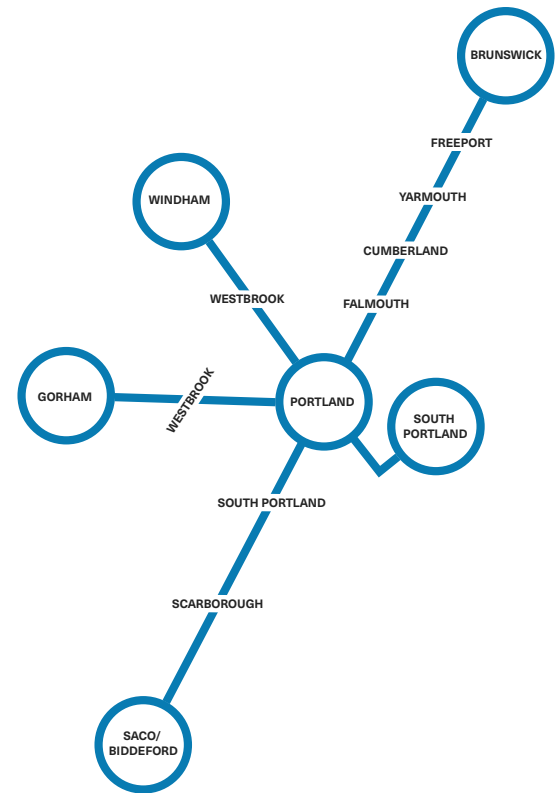 BRUNSWICK
FREEPORT
YARMOUTH
WINDHAM
CUMBERLAND
WESTBROOK
FALMOUTH
WESTBROOK
GORHAM
PORTLAND
SOUTH
PORTLAND
SOUTH PORTLAND
SCARBOROUGH
SACO/
BIDDEFORD